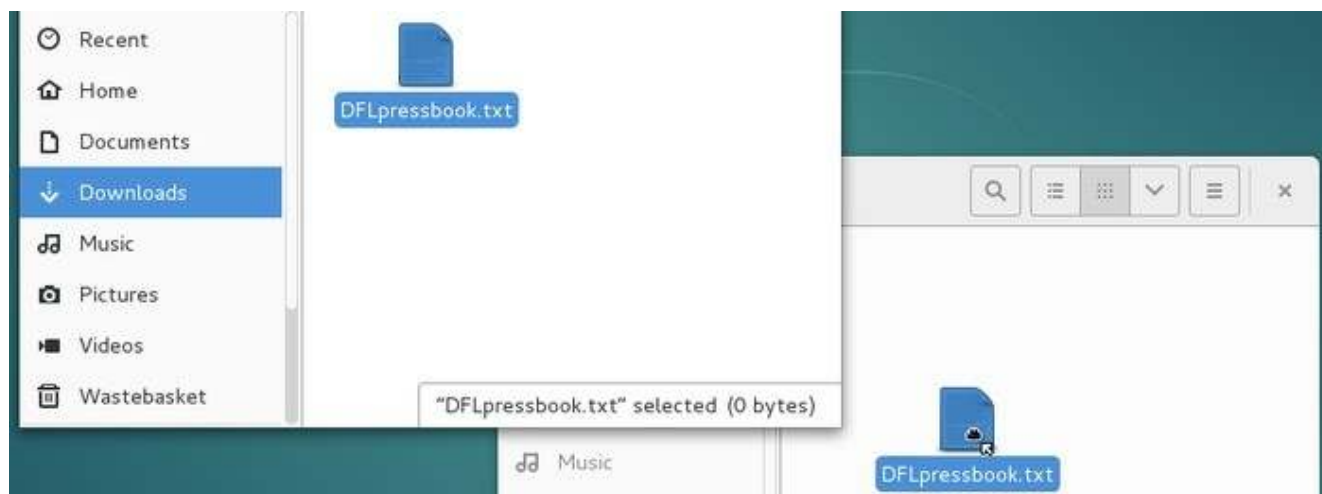 Recent
Home
Documents
Downloads
Music
Pictures
Videos
Wastebasket
DFLpressbook.txt
"DFLpressbook.txt" selected (0 bytes)
Music
DFLpressbook.txt